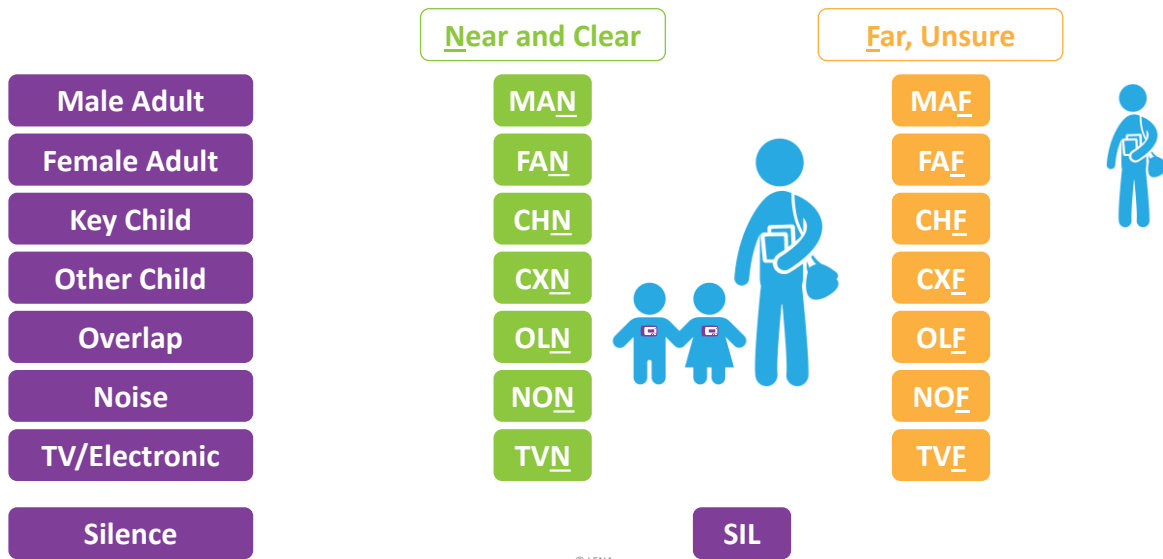 Near and Clear Far, Unsure
Male Adult MAN MAF
Female Adult FAN FAF
Key Child CHN CHF
Other Child CXN CXF
Overlap OLN OLF
Noise NON NOF
TV/Electronic TVN TVF
Silence SIL